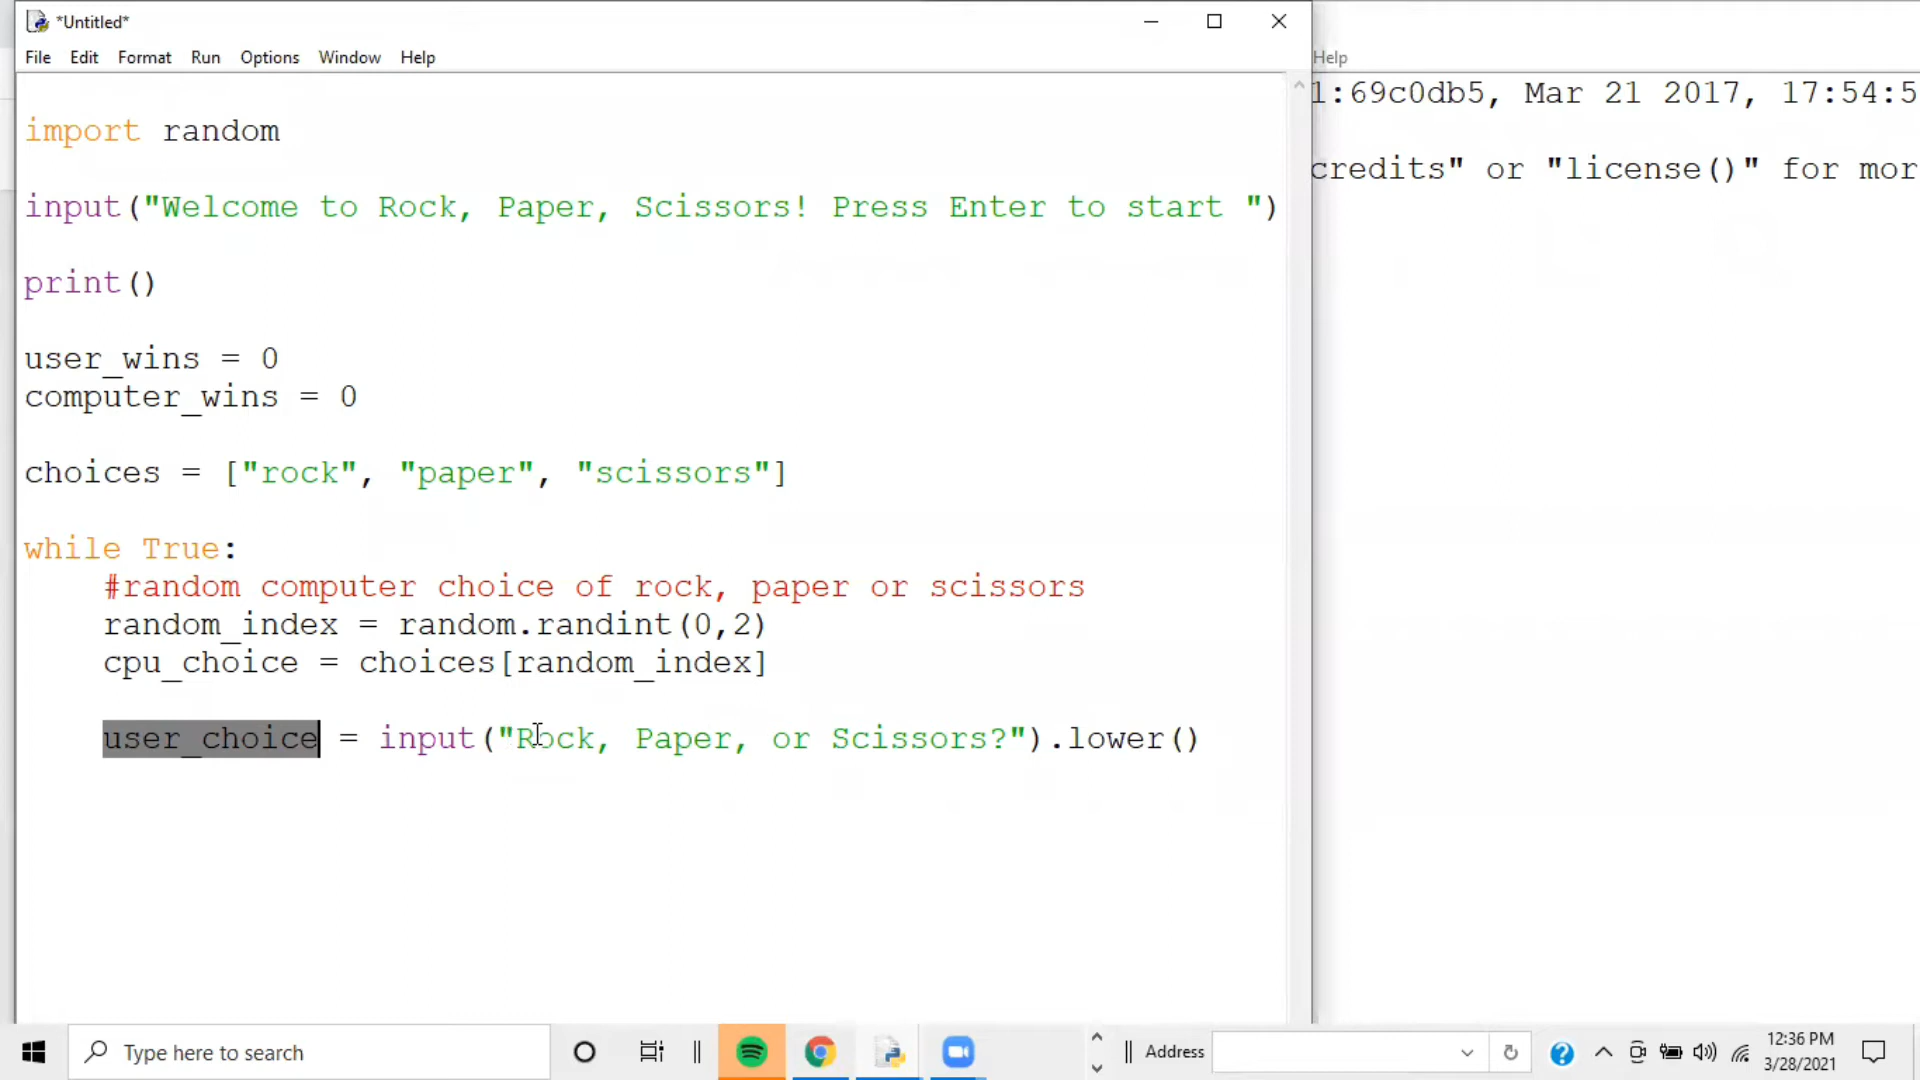 *Untitled*
File Edit Format Run Options Window Help
Help
1:69c0db5, Mar 21 2017, 17:54:5
credits" or "license()" for mor
import random
input("Welcome to Rock, Paper, Scissors! Press Enter to start ")
print()
user_wins = 0
computer_wins = 0
choices = ["rock", "paper", "scissors"]
while True:
#random computer choice of rock, paper or scissors
random_index = random.randint(0,2)
cpu_choice = choices[random_index]
user_choice = input("Rock, Paper, or Scissors?").lower()
Type here to search
Address
12:36 PM
3/28/2021